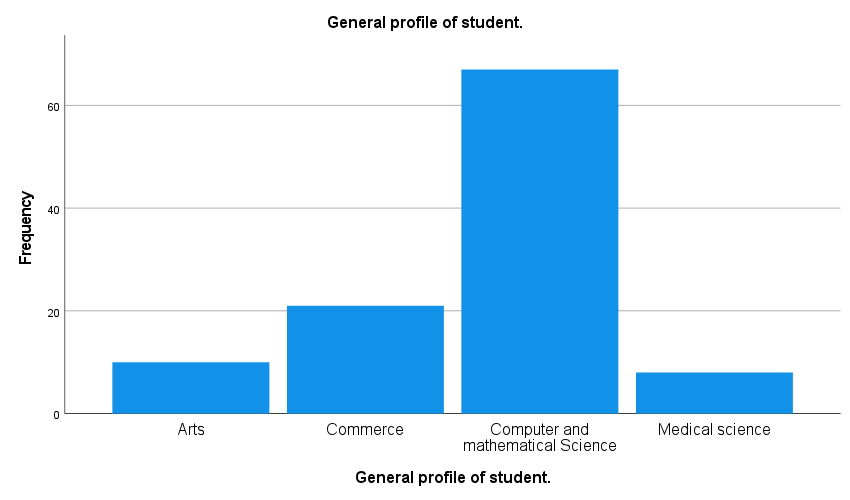 General profile of student.
Frequency
60
40
20
0
Arts
Commerce
Computer and
mathematical Science
Medical science
General profile of student.